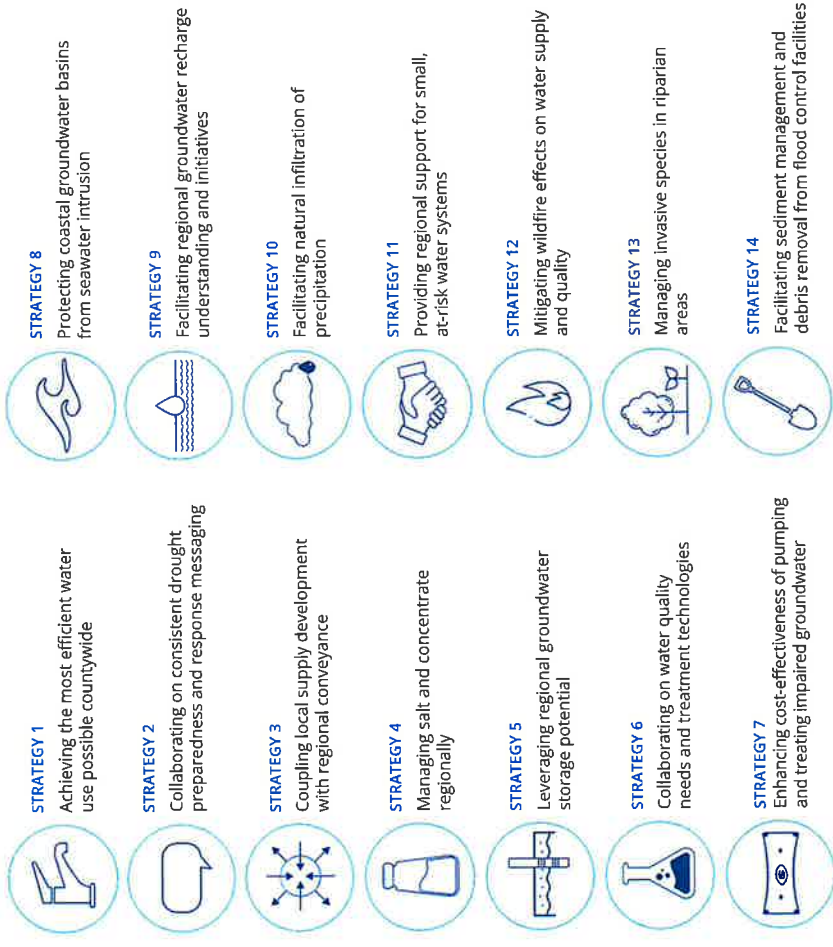 STRATEGY 1
Achieving the most efficient water
use possible countywide
STRATEGY 2
Collaborating on consistent drought
preparedness and response messaging
STRATEGY 3
Coupling local supply development
with regional conveyance
STRATEGY 4
Managing salt and concentrate
regionally
STRATEGY 5
Leveraging regional groundwater
storage potential
STRATEGY 6
Collaborating on water quality
needs and treatment technologies
STRATEGY 7
Enhancing cost-effectiveness of pumping
and treating impaired groundwater
STRATEGY 8
Protecting coastal groundwater basins
from seawater intrusion
STRATEGY 9
Facilitating regional groundwater recharge
understanding and initiatives
STRATEGY 10
Facilitating natural infiltration of
precipitation
STRATEGY 11
Providing regional support for small,
at-risk water systems
STRATEGY 12
Mitigating wildfire effects on water supply
and quality
STRATEGY 13
Managing invasive species in riparian
areas
STRATEGY 14
Facilitating sediment management and
debris removal from flood control facilities